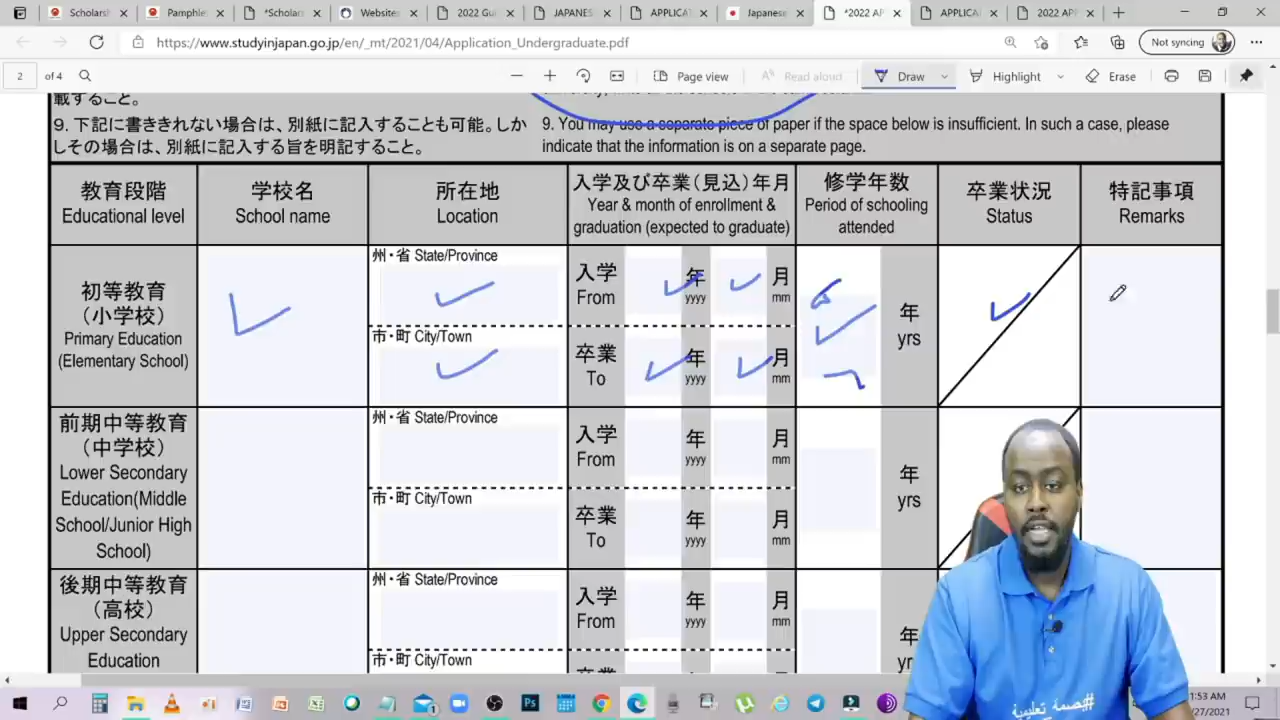 Scholarsh
Pamphle
*Scholars
Websites
2022 Gu
JAPANES
APPLICAT
Japanese
*2022 AP
APPLICA
2022 APP
https://www.studyinjapan.go.jp/en/_mt/2021/04/Application_Undergraduate.pdf
Not syncing
2 of 4
Page view
Read aloud
Draw
Highlight
Erase
載すること。
9. 下記に書ききれない場合は、別紙に記入することも可能。しか
しその場合は、別紙に記入する旨を明記すること。
9. You may use a separate piece of paper if the space below is insufficient. In such a case, please
indicate that the information is on a separate page.
教育段階
Educational level
学校名
School name
所在地
Location
入学及び卒業(見込)年月
Year & month of enrollment &
graduation (expected to graduate)
修学年数
Period of schooling
attended
卒業状況
Status
特記事項
Remarks
初等教育
(小学校)
Primary Education
(Elementary School)
州・省 State/Province
市・町 City/Town
入学
From
年
yyyy
月
mm
卒業
To
年
yyyy
月
mm
6
7
年
yrs
前期中等教育
(中学校)
Lower Secondary
Education(Middle
School/Junior High
School)
州・省 State/Province
市・町 City/Town
入学
From
年
yyyy
月
mm
卒業
To
年
yyyy
月
mm
年
yrs
後期中等教育
(高校)
Upper Secondary
Education
州・省 State/Province
市・町 City/Town
入学
From
年
yyyy
月
mm
卒業
年
#بصمة تعليمية
1:53 AM
/27/2021